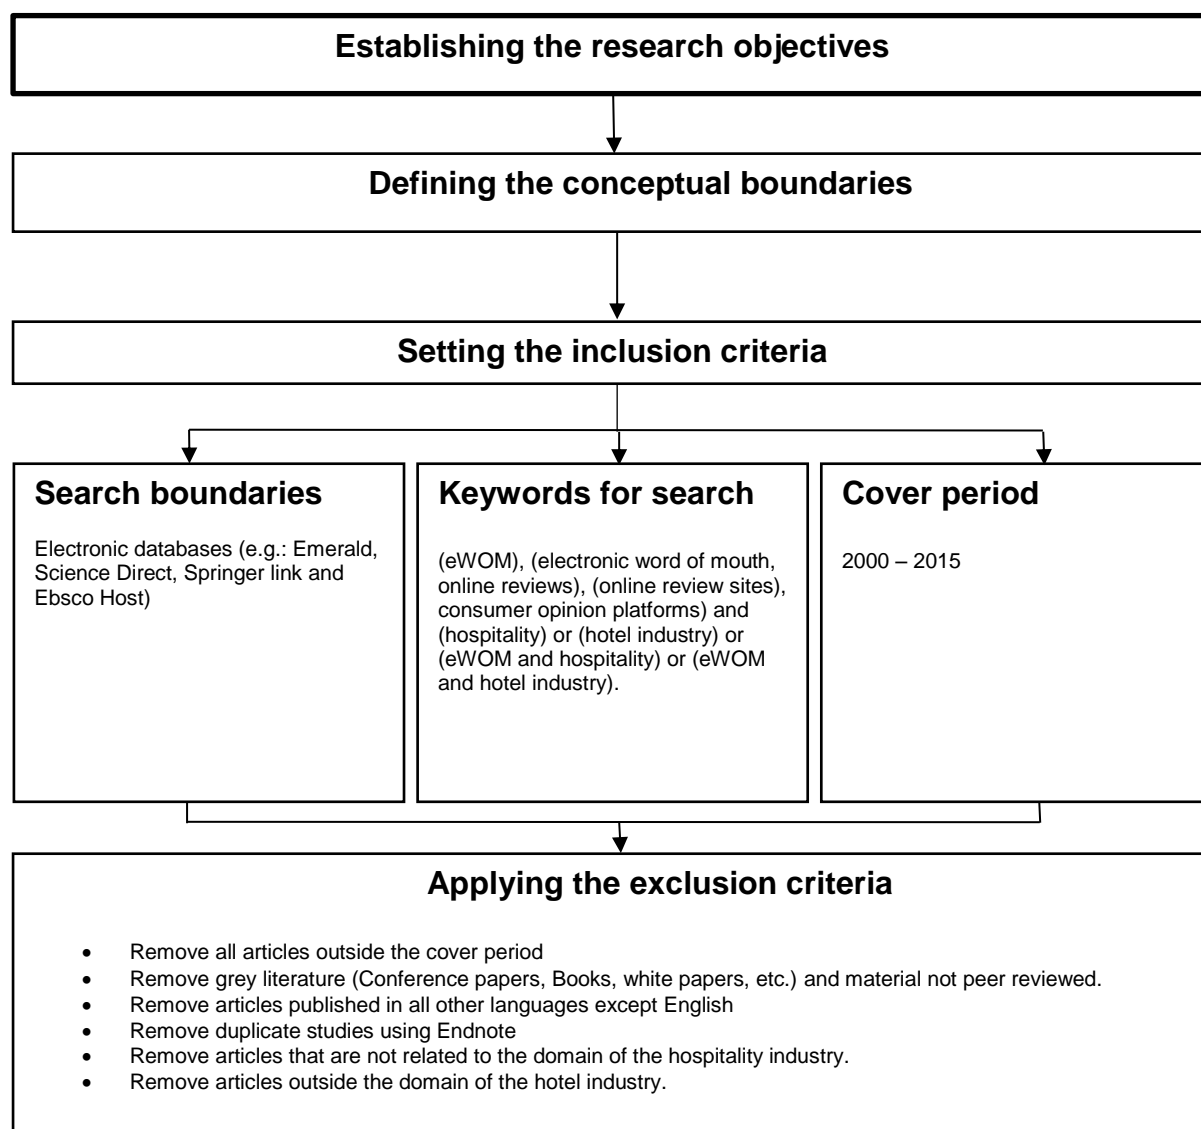 Establishing the research objectives
Defining the conceptual boundaries
Setting the inclusion criteria
Search boundaries
Electronic databases (e.g.: Emerald,
Science Direct, Springer link and
Ebsco Host)
Keywords for search
(eWOM), (electronic word of mouth,
online reviews), (online review sites),
consumer opinion platforms) and
(hospitality) or (hotel industry) or
(eWOM and hospitality) or (eWOM
and hotel industry).
Cover period
2000 – 2015
Applying the exclusion criteria
• Remove all articles outside the cover period
• Remove grey literature (Conference papers, Books, white papers, etc.) and material not peer reviewed.
• Remove articles published in all other languages except English
• Remove duplicate studies using Endnote
• Remove articles that are not related to the domain of the hospitality industry.
• Remove articles outside the domain of the hotel industry.